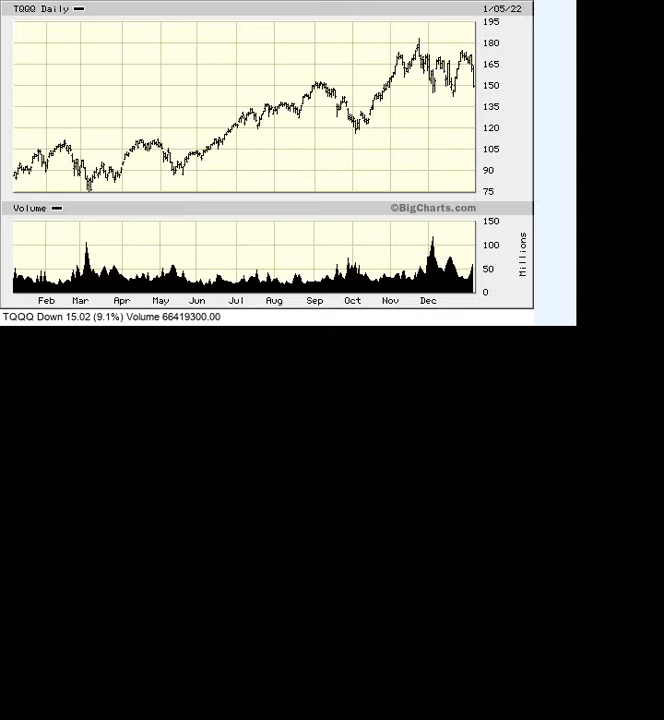 TQQQ Daily 1/05/22
195
180
165
150
135
120
105
90
75
Volume ©BigCharts.com
150
100
50
0
Millions
Feb Mar Apr May Jun Jul Aug Sep Oct Nov Dec
TQQQ Down 15.02 (9.1%) Volume 66419300.00